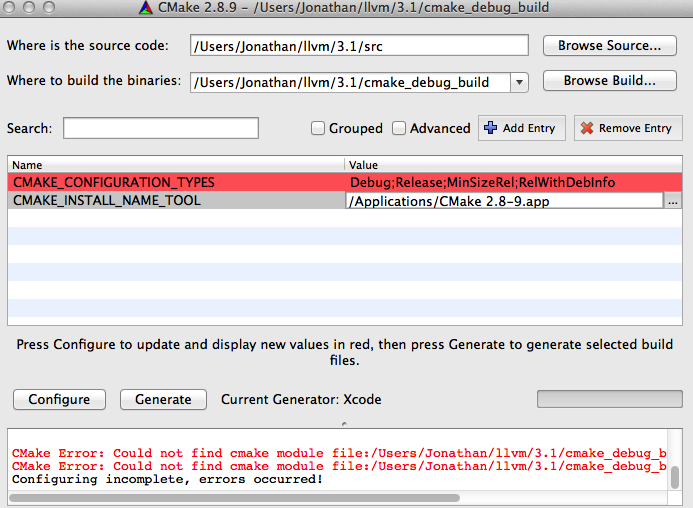 CMake 2.8.9 - /Users/Jonathan/llvm/3.1/cmake_debug_build
Where is the source code: /Users/Jonathan/llvm/3.1/src Browse Source...
Where to build the binaries: /Users/Jonathan/llvm/3.1/cmake_debug_build Browse Build...
Search: Grouped Advanced Add Entry Remove Entry
Name Value
CMAKE_CONFIGURATION_TYPES Debug;Release;MinSizeRel;RelWithDebInfo
CMAKE_INSTALL_NAME_TOOL /Applications/CMake 2.8-9.app ...
Press Configure to update and display new values in red, then press Generate to generate selected build
files.
Configure Generate Current Generator: Xcode
CMake Error: Could not find cmake module file:/Users/Jonathan/llvm/3.1/cmake_debug_b
CMake Error: Could not find cmake module file:/Users/Jonathan/llvm/3.1/cmake_debug_b
Configuring incomplete, errors occurred!